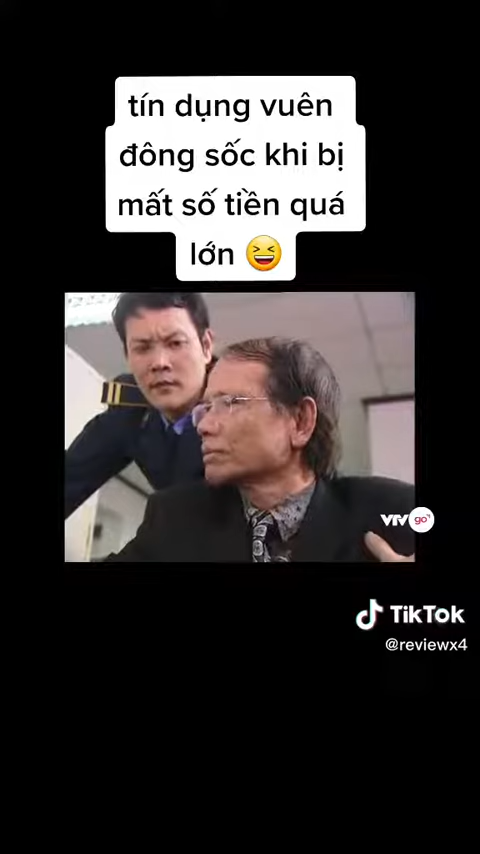 tín dụng vuên
đông sốc khi bị
mất số tiền quá
lớn 😆
VTV go
TikTok
@reviewx4